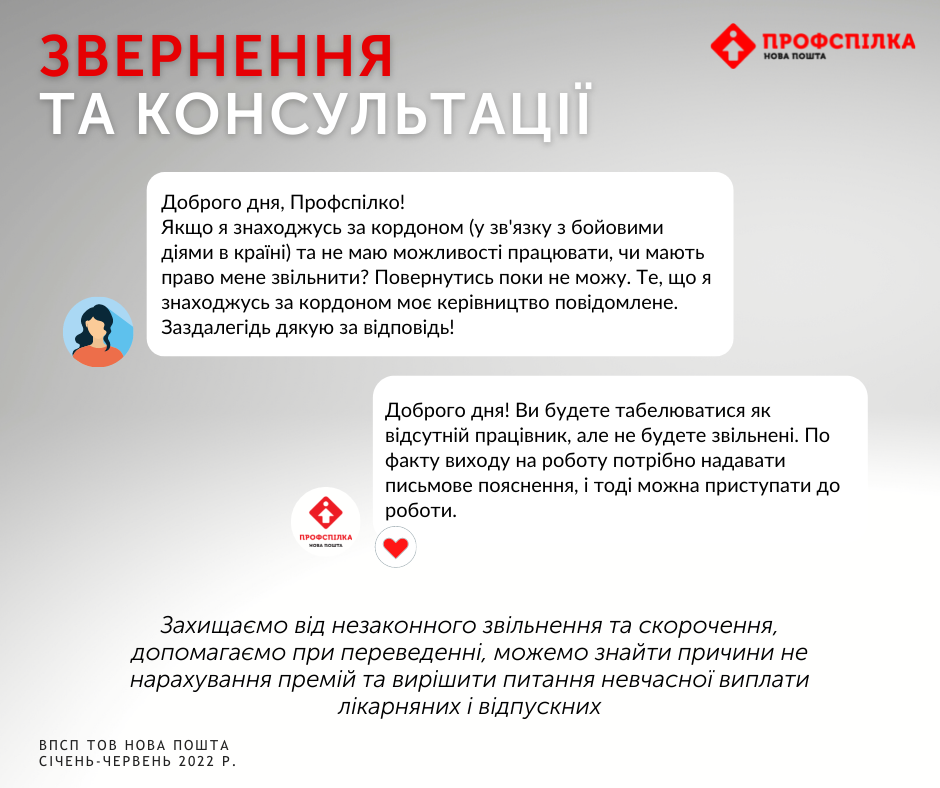 ЗВЕРНЕННЯ
ТА КОНСУЛЬТАЦІЇ
ПРОФСПІЛКА
НОВА ПОШТА
Доброго дня, Профспілко!
Якщо я знаходжусь за кордоном (у зв'язку з бойовими
діями в країні) та не маю можливості працювати, чи мають
право мене звільнити? Повернутись поки не можу. Те, що я
знаходжусь за кордоном моє керівництво повідомлене.
Заздалегідь дякую за відповідь!
Доброго дня! Ви будете табелюватися як
відсутній працівник, але не будете звільнені. По
факту виходу на роботу потрібно надавати
письмове пояснення, і тоді можна приступати до
роботи.
ПРОФСПІЛКА
НОВА ПОШТА
Захищаємо від незаконного звільнення та скорочення,
допомагаємо при переведенні, можемо знайти причини не
нарахування премій та вирішити питання невчасної виплати
лікарняних і відпускних
ВПСП ТОВ НОВА ПОШТА
СІЧЕНЬ-ЧЕРВЕНЬ 2022 Р.